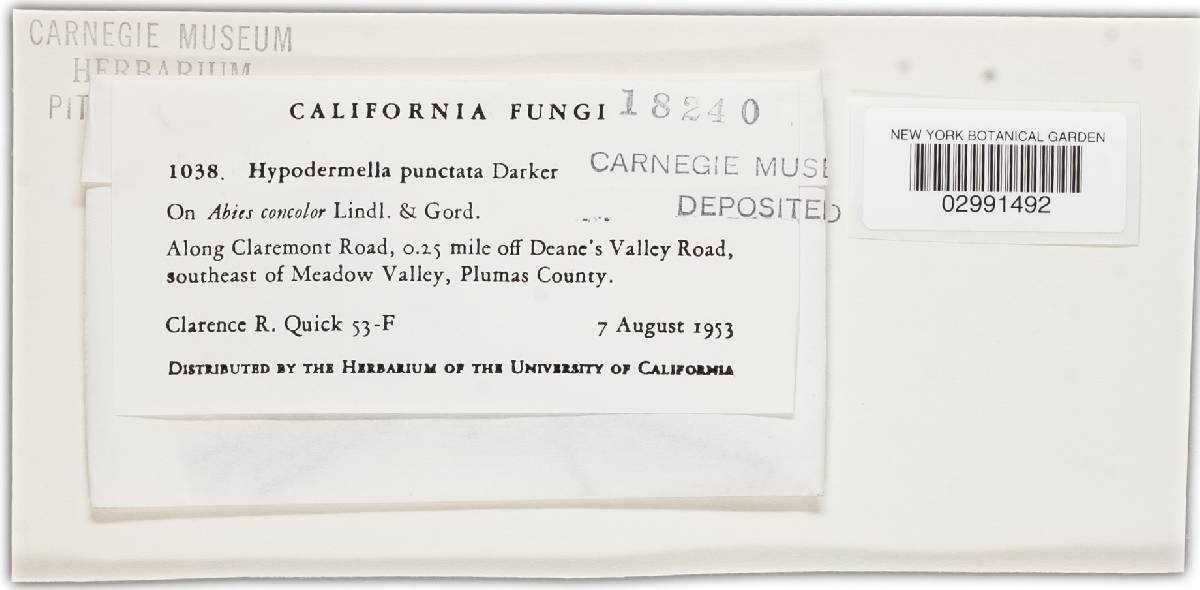 CARNEGIE MUSEUM
HERBARIUM
CALIFORNIA FUNGI 18240
CARNEGIE
DEPOSITED
1038. Hypodermella punctata Darker
On Abies concolor Lindl. & Gord.
Along Claremont Road, 0.25 mile off Deane's Valley Road,
southeast of Meadow Valley, Plumas County.
Clarence R. Quick 53-F 7 August 1953
DISTRIBUTED BY THE HERBARIUM OF THE UNIVERSITY OF CALIFORNIA
NEW YORK BOTANICAL GARDEN
02991492